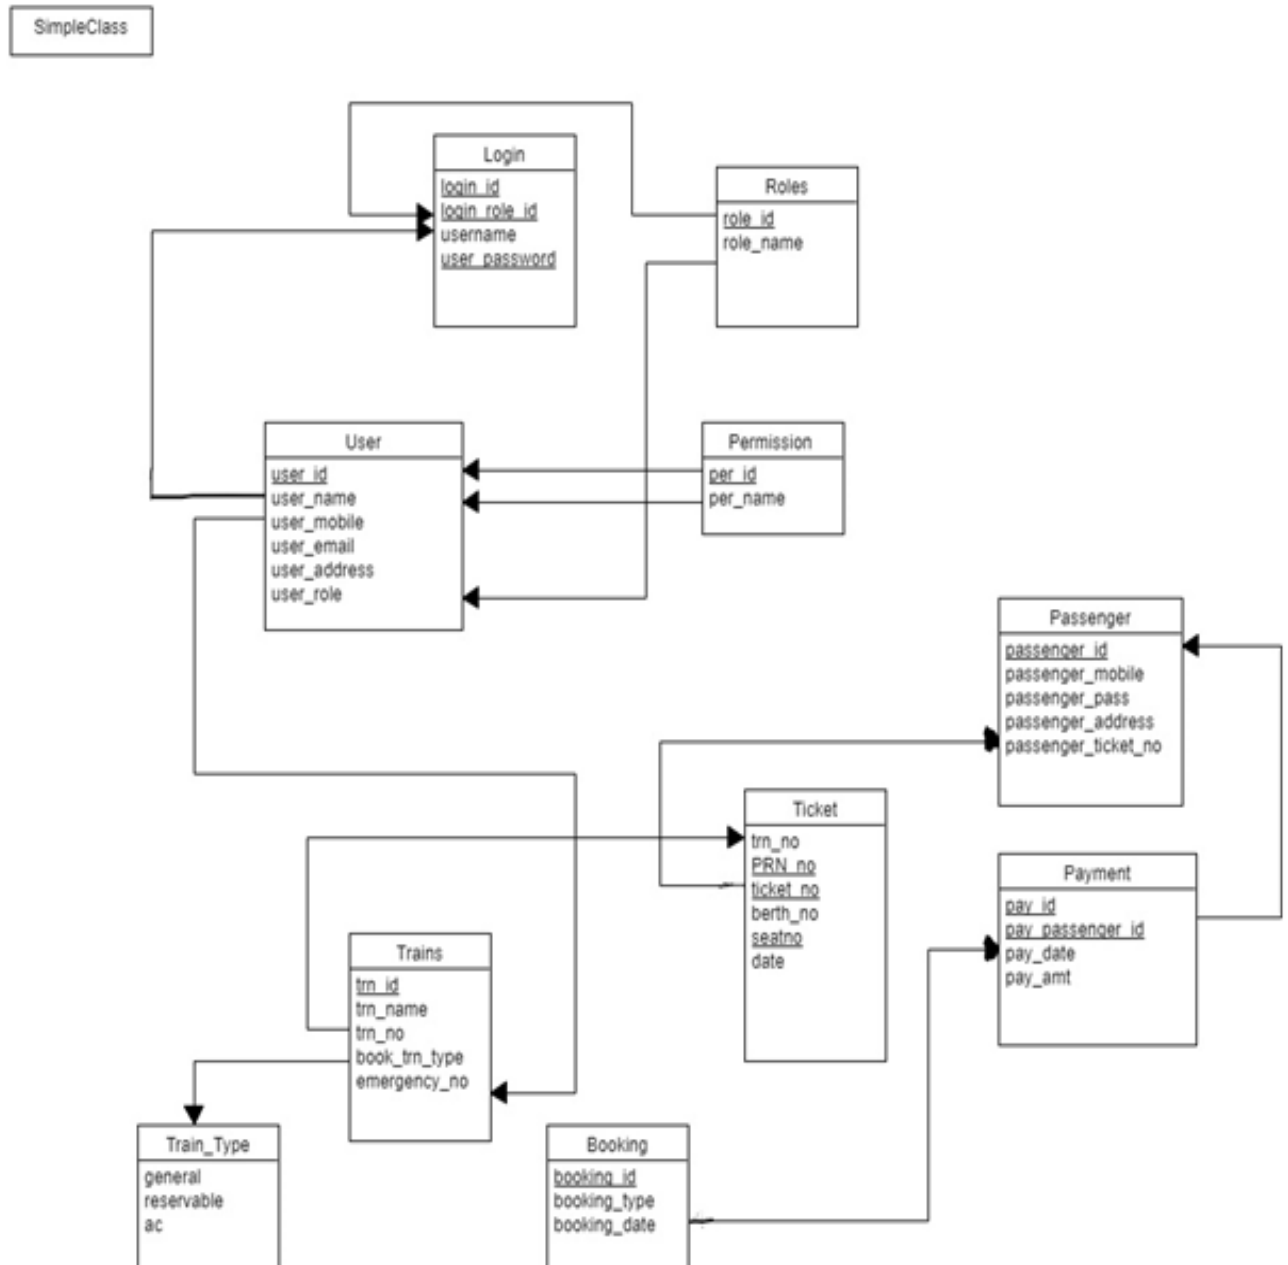 SimpleClass
Login
login_id
login_role_id
username
user_password
Roles
role_id
role_name
User
user_id
user_name
user_mobile
user_email
user_address
user_role
Permission
per_id
per_name
Passenger
passenger_id
passenger_mobile
passenger_pass
passenger_address
passenger_ticket_no
Ticket
trn_no
PRN_no
ticket_no
berth_no
seatno
date
Payment
pay_id
pay_passenger_id
pay_date
pay_amt
Trains
trn_id
trn_name
trn_no
book_trn_type
emergency_no
Train_Type
general
reservable
ac
Booking
booking_id
booking_type
booking_date